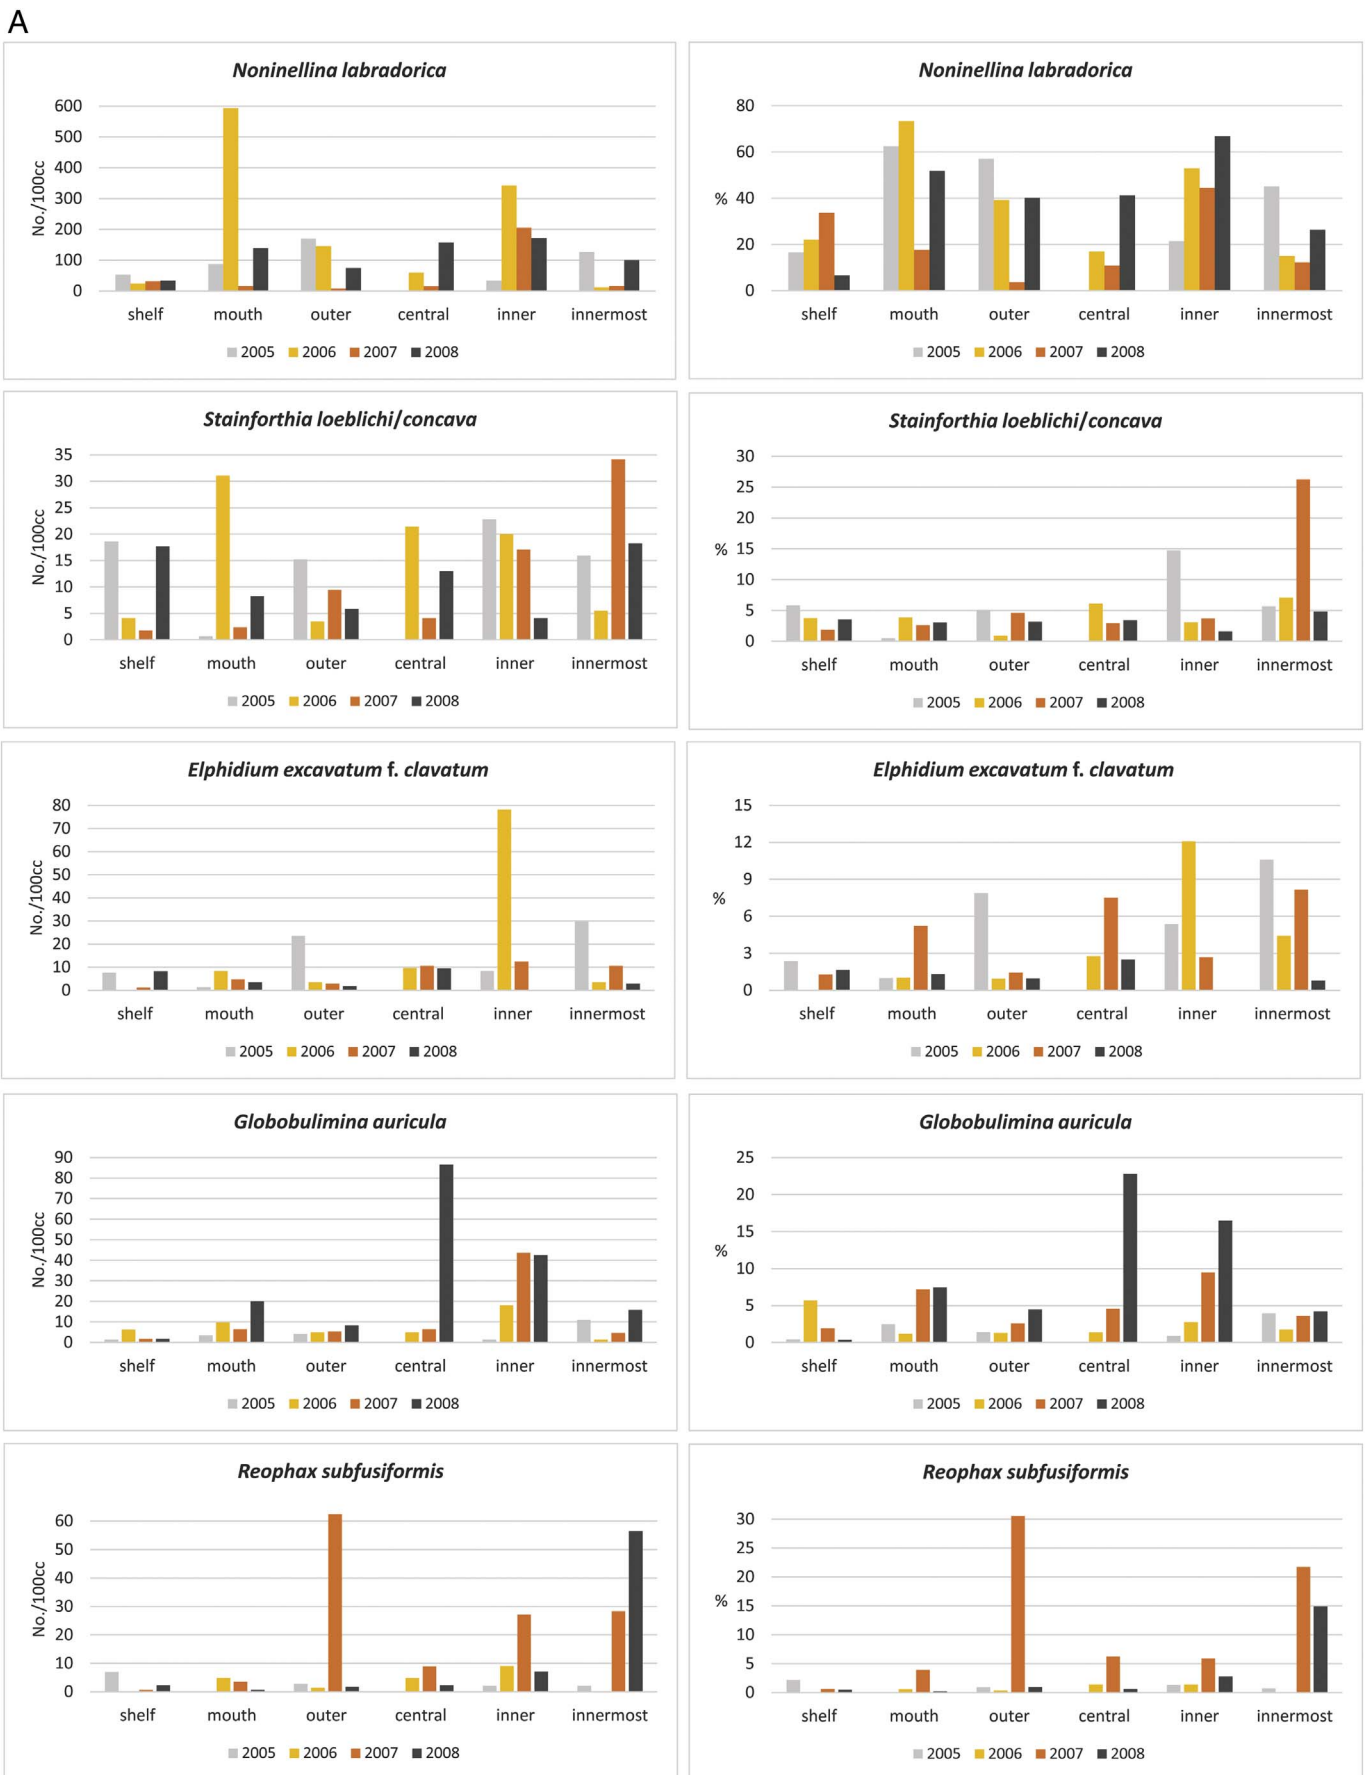 A
Noninellina labradorica
600
500
400
300
200
100
0
No./100cc
shelf mouth outer central inner innermost
2005 2006 2007 2008
Noninellina labradorica
80
60
40
20
0
%
shelf mouth outer central inner innermost
2005 2006 2007 2008
Stainforthia loeblichi/concava
35
30
25
20
15
10
5
0
No./100cc
shelf mouth outer central inner innermost
2005 2006 2007 2008
Stainforthia loeblichi/concava
30
25
20
15
10
5
0
%
shelf mouth outer central inner innermost
2005 2006 2007 2008
Elphidium excavatum f. clavatum
80
70
60
50
40
30
20
10
0
No./100cc
shelf mouth outer central inner innermost
2005 2006 2007 2008
Elphidium excavatum f. clavatum
15
12
9
6
3
0
%
shelf mouth outer central inner innermost
2005 2006 2007 2008
Globobulimina auricula
90
80
70
60
50
40
30
20
10
0
No./100cc
shelf mouth outer central inner innermost
2005 2006 2007 2008
Globobulimina auricula
25
20
15
10
5
0
%
shelf mouth outer central inner innermost
2005 2006 2007 2008
Reophax subfusiformis
60
50
40
30
20
10
0
No./100cc
shelf mouth outer central inner innermost
2005 2006 2007 2008
Reophax subfusiformis
30
25
20
15
10
5
0
%
shelf mouth outer central inner innermost
2005 2006 2007 2008